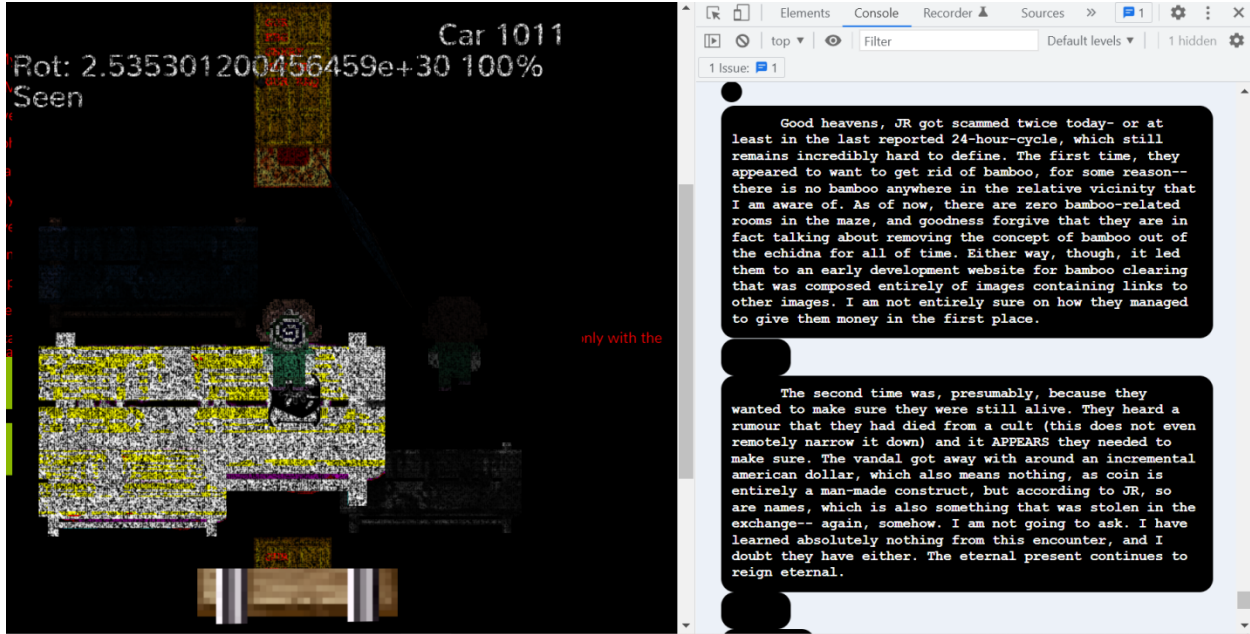 Car 1011
Rot: 2.535301200456459e+30 100%
Seen
only with the
Elements Console Recorder Sources » 1
top ▼ Filter Default levels ▼ 1 hidden
1 Issue: 1
Good heavens, JR got scammed twice today- or at
least in the last reported 24-hour-cycle, which still
remains incredibly hard to define. The first time, they
appeared to want to get rid of bamboo, for some reason--
there is no bamboo anywhere in the relative vicinity that
I am aware of. As of now, there are zero bamboo-related
rooms in the maze, and goodness forgive that they are in
fact talking about removing the concept of bamboo out of
the echidna for all of time. Either way, though, it led
them to an early development website for bamboo clearing
that was composed entirely of images containing links to
other images. I am not entirely sure on how they managed
to give them money in the first place.
The second time was, presumably, because they
wanted to make sure they were still alive. They heard a
rumour that they had died from a cult (this does not even
remotely narrow it down) and it APPEARS they needed to
make sure. The vandal got away with around an incremental
american dollar, which also means nothing, as coin is
entirely a man-made construct, but according to JR, so
are names, which is also something that was stolen in the
exchange-- again, somehow. I am not going to ask. I have
learned absolutely nothing from this encounter, and I
doubt they have either. The eternal present continues to
reign eternal.